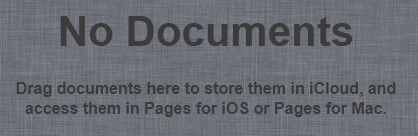 No Documents
Drag documents here to store them in iCloud, and
access them in Pages for iOS or Pages for Mac.